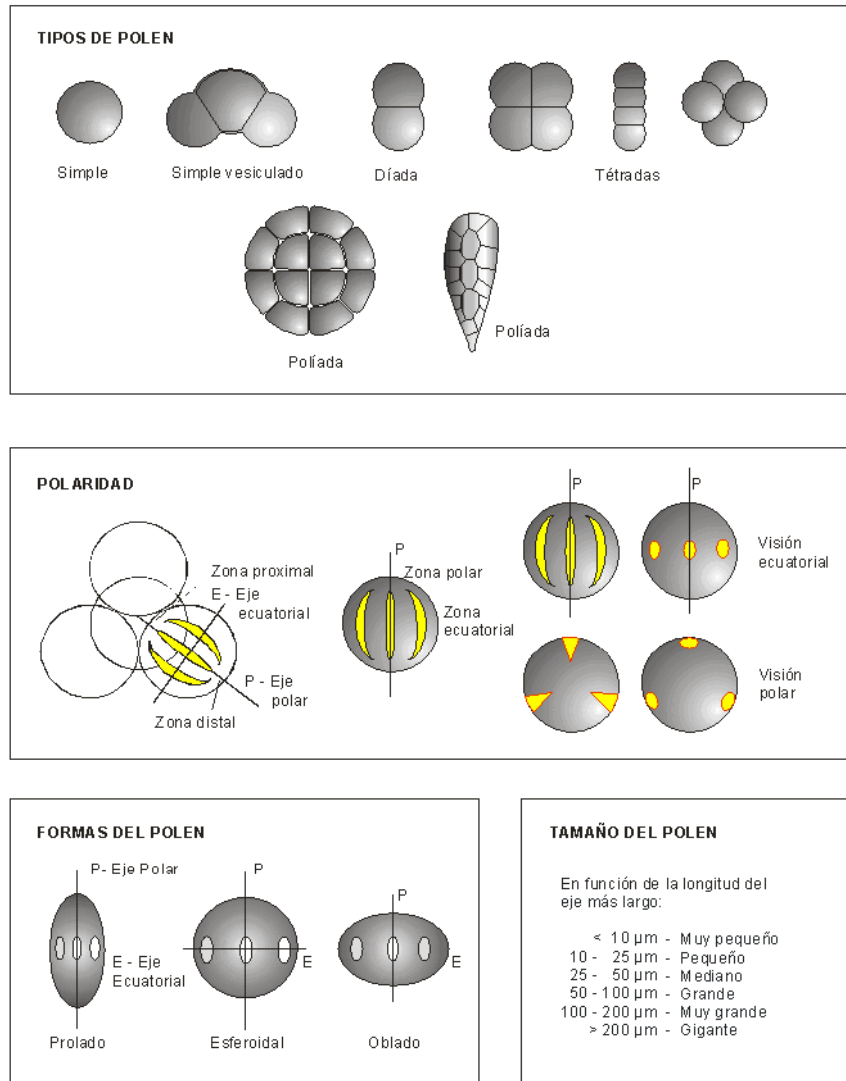 TIPOS DE POLEN
Simple
Simple vesiculado
Díada
Tétradas
Políada
Políada
POLARIDAD
Zona proximal
E - Eje
ecuatorial
P - Eje
polar
Zona distal
P
Zona polar
Zona
ecuatorial
P
P
Visión
ecuatorial
Visión
polar
FORMAS DEL POLEN
P- Eje Polar
E - Eje
Ecuatorial
Prolado
P
E
Esferoidal
P
E
Oblado
TAMAÑO DEL POLEN
En función de la longitud del
eje más largo:
< 10 µm - Muy pequeño
10 - 25 µm - Pequeño
25 - 50 µm - Mediano
50 - 100 µm - Grande
100 - 200 µm - Muy grande
> 200 µm - Gigante